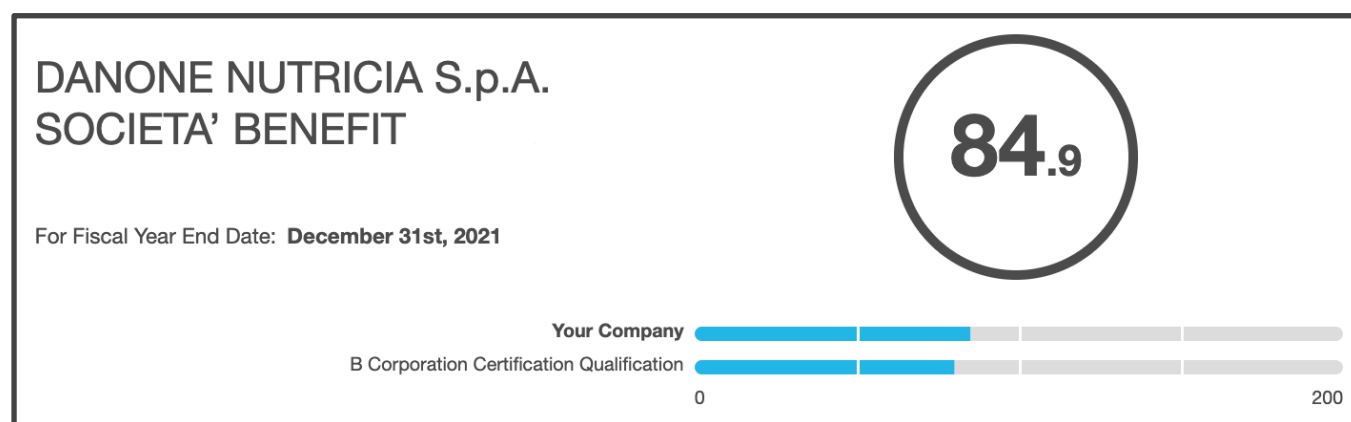 DANONE NUTRICIA S.p.A.
SOCIETA’ BENEFIT
84.9
For Fiscal Year End Date: December 31st, 2021
Your Company
B Corporation Certification Qualification
0 200